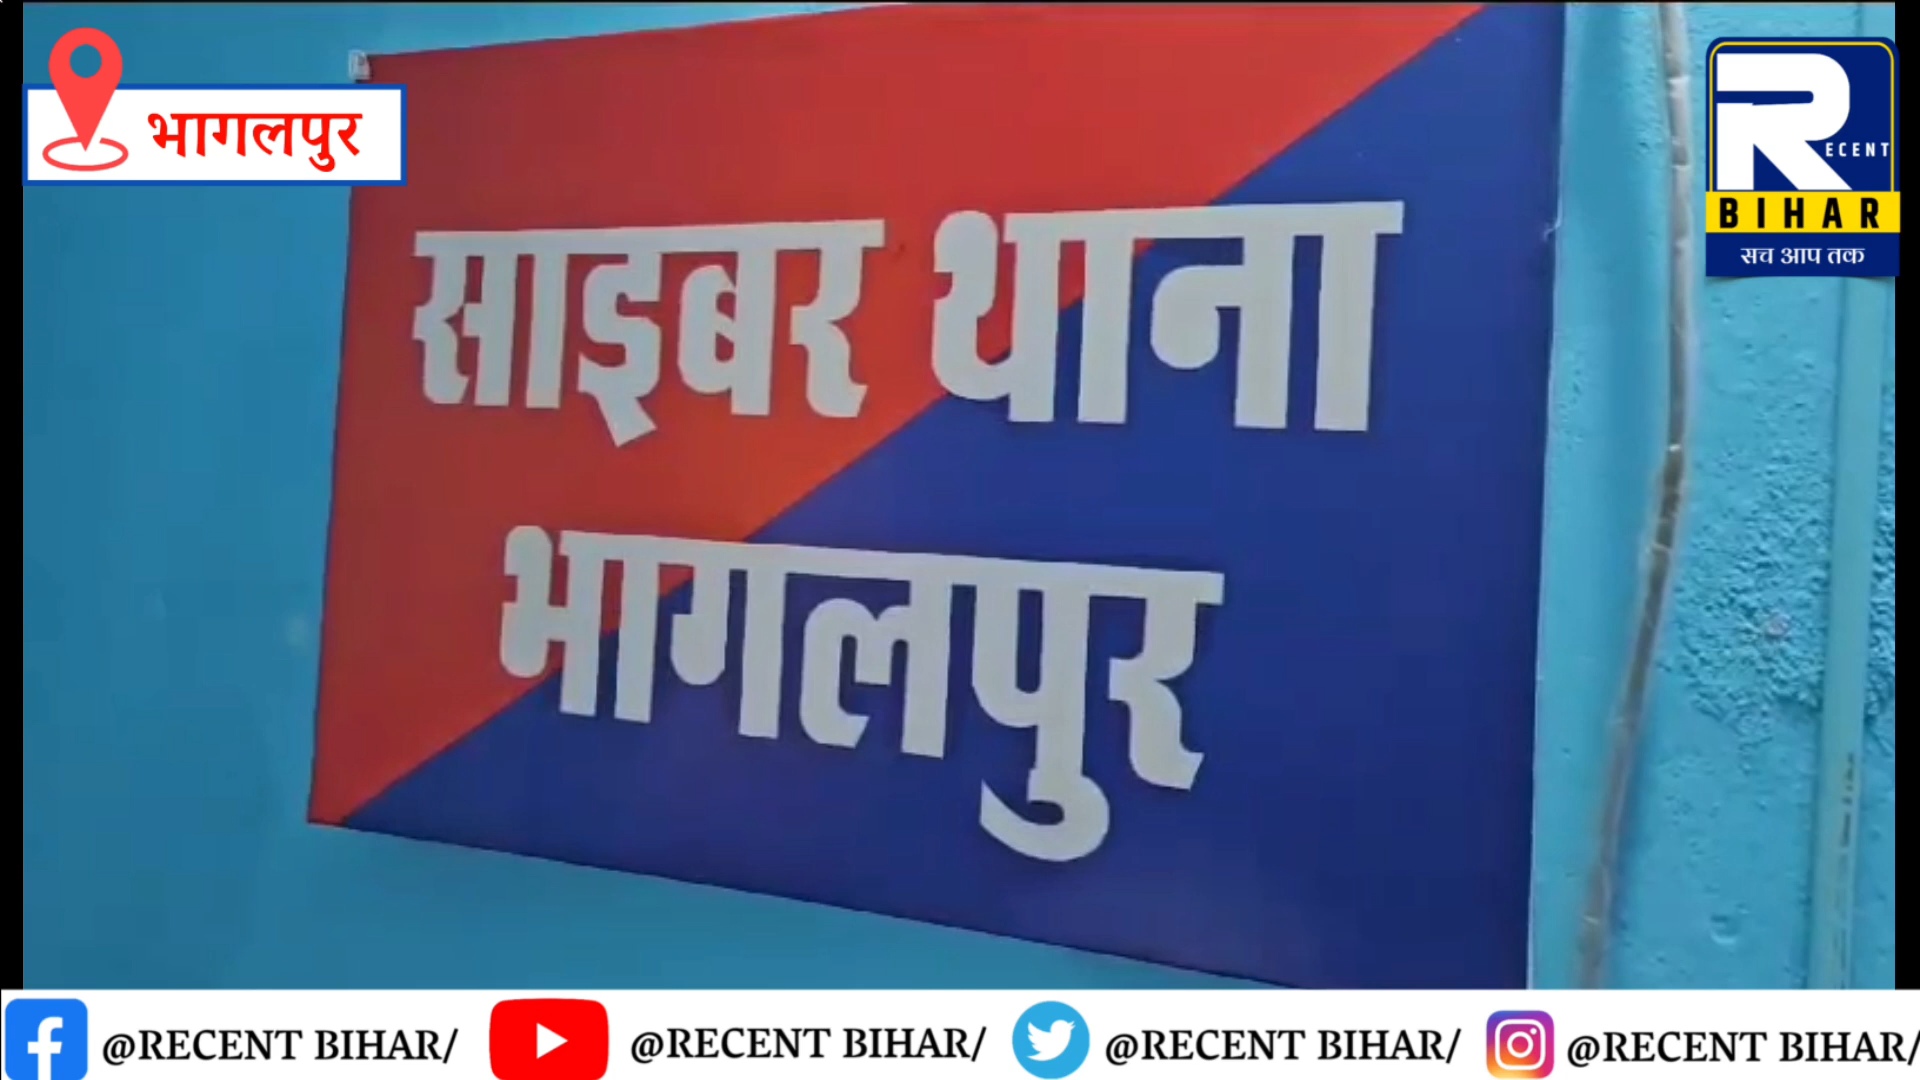 भागलपुर
RECENT
BIHAR
सच आप तक
साइबर थाना
भागलपुर
@RECENT BIHAR/ @RECENT BIHAR/ @RECENT BIHAR/ @RECENT BIHAR/